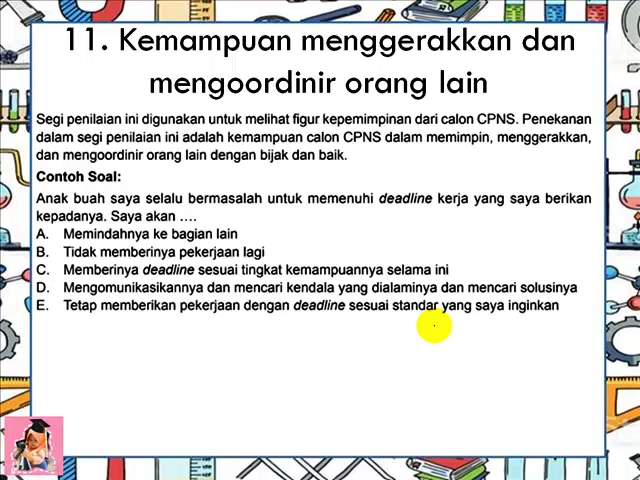 11. Kemampuan menggerakkan dan
mengoordinir orang lain
Segi penilaian ini digunakan untuk melihat figur kepemimpinan dari calon CPNS. Penekanan
dalam segi penilaian ini adalah kemampuan calon CPNS dalam memimpin, menggerakkan,
dan mengoordinir orang lain dengan bijak dan baik.
Contoh Soal:
Anak buah saya selalu bermasalah untuk memenuhi deadline kerja yang saya berikan
kepadanya. Saya akan ....
A. Memindahnya ke bagian lain
B. Tidak memberinya pekerjaan lagi
C. Memberinya deadline sesuai tingkat kemampuannya selama ini
D. Mengomunikasikannya dan mencari kendala yang dialaminya dan mencari solusinya
E. Tetap memberikan pekerjaan dengan deadline sesuai standar yang saya inginkan